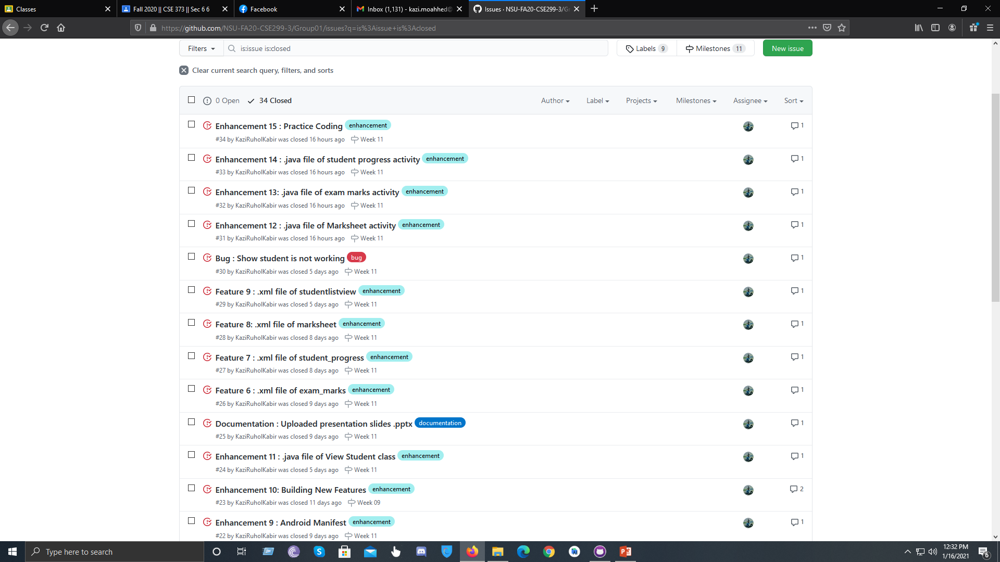 Classes
Fall 2020 || CSE 373 || Sec 6 6
Facebook
Inbox (1,131) - kazi.moahhed@
Issues · NSU-FA20-CSE299-3/Gr
https://github.com/NSU-FA20-CSE299-3/Group01/issues?q=is%3Aissue+is%3Aclosed
Filters
is:issue is:closed
Labels 9
Milestones 11
New issue
Clear current search query, filters, and sorts
0 Open
34 Closed
Author
Label
Projects
Milestones
Assignee
Sort
Enhancement 15 : Practice Coding enhancement 1
#34 by KaziRuholKabir was closed 16 hours ago Week 11
Enhancement 14 : .java file of student progress activity enhancement 1
#33 by KaziRuholKabir was closed 16 hours ago Week 11
Enhancement 13: .java file of exam marks activity enhancement 1
#32 by KaziRuholKabir was closed 16 hours ago Week 11
Enhancement 12 : .java file of Marksheet activity enhancement 1
#31 by KaziRuholKabir was closed 16 hours ago Week 11
Bug : Show student is not working bug 1
#30 by KaziRuholKabir was closed 5 days ago Week 11
Feature 9 : .xml file of studentlistview enhancement 1
#29 by KaziRuholKabir was closed 5 days ago Week 11
Feature 8: .xml file of marksheet enhancement 1
#28 by KaziRuholKabir was closed 8 days ago Week 11
Feature 7 : .xml file of student_progress enhancement 1
#27 by KaziRuholKabir was closed 8 days ago Week 11
Feature 6 : .xml file of exam_marks enhancement 1
#26 by KaziRuholKabir was closed 9 days ago Week 11
Documentation : Uploaded presentation slides .pptx documentation 1
#25 by KaziRuholKabir was closed 9 days ago Week 11
Enhancement 11 : .java file of View Student class enhancement 1
#24 by KaziRuholKabir was closed 5 days ago Week 11
Enhancement 10: Building New Features enhancement 2
#23 by KaziRuholKabir was closed 11 days ago Week 09
Enhancement 9 : Android Manifest enhancement 1
#22 by KaziRuholKabir was closed 9 days ago Week 11
Type here to search
12:32 PM
1/16/2021
6